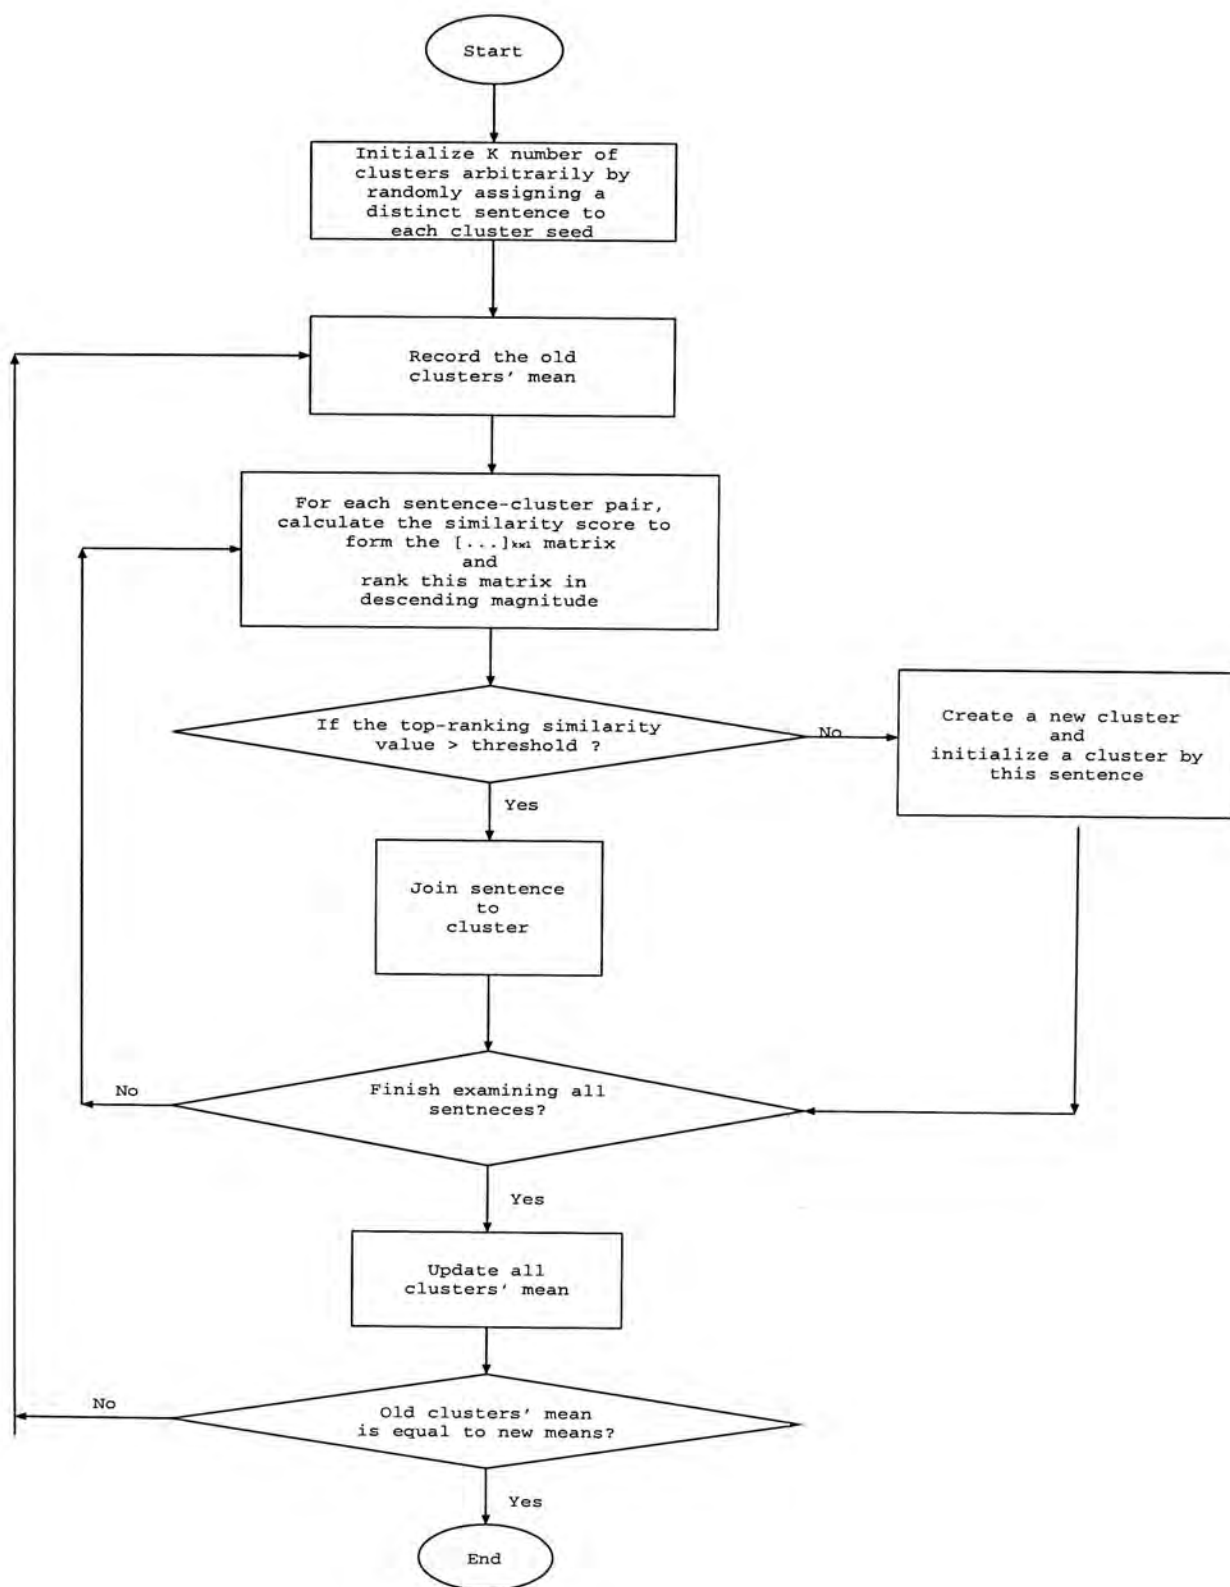 Start
Initialize K number of
clusters arbitrarily by
randomly assigning a
distinct sentence to
each cluster seed
Record the old
clusters' mean
For each sentence-cluster pair,
calculate the similarity score to
form the [...]kx1 matrix
and
rank this matrix in
descending magnitude
If the top-ranking similarity
value > threshold ?
No
Create a new cluster
and
initialize a cluster by
this sentence
Yes
Join sentence
to
cluster
No
Finish examining all
sentneces?
Yes
Update all
clusters' mean
No
Old clusters' mean
is equal to new means?
Yes
End